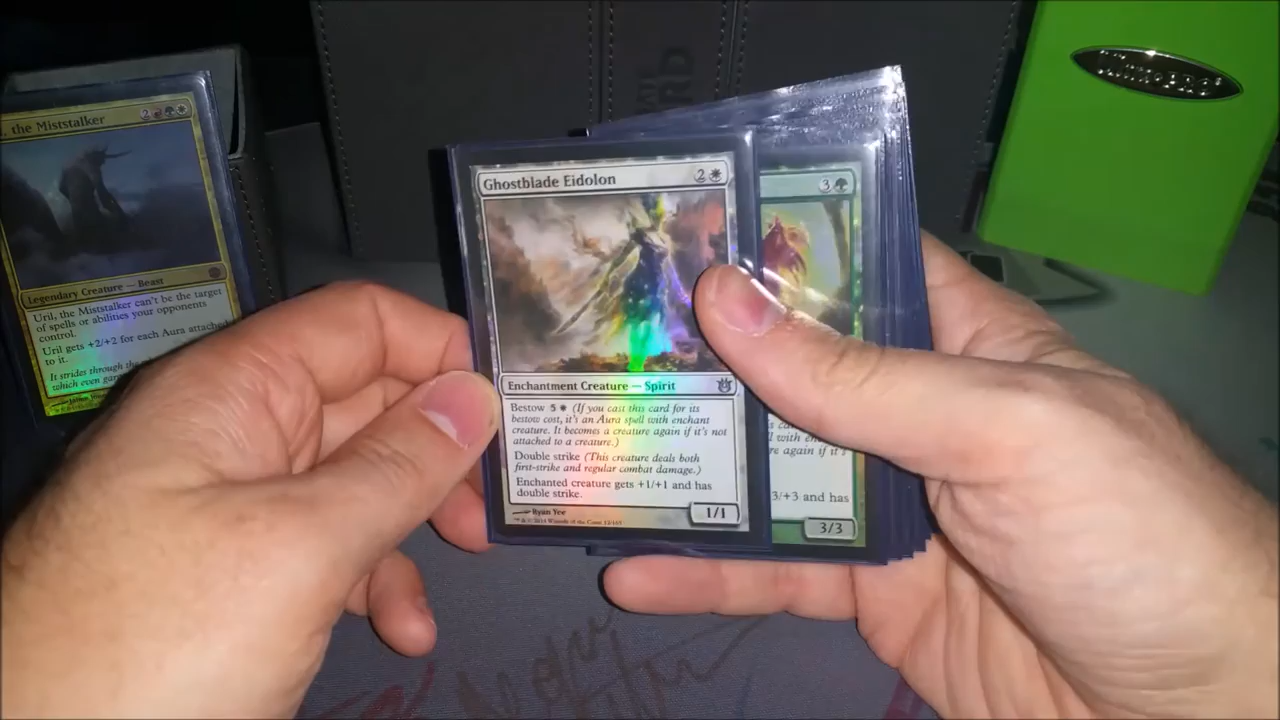 , the Miststalker 2
Legendary Creature — Beast
Uril, the Miststalker can't be the target
of spells or abilities your opponents
control.
Uril gets +2/+2 for each Aura attached
to it.
It strides through the
which even
Ghostblade Eidolon 2
Enchantment Creature — Spirit
Bestow 5 (If you cast this card for its
bestow cost, it's an Aura spell with enchant
creature. It becomes a creature again if it's not
attached to a creature.)
Double strike (This creature deals both
first-strike and regular combat damage.)
Enchanted creature gets +1/+1 and has
double strike.
Ryan Yee
1/1
™ & © 2014 Wizards of the Coast 12/165
3
with
again if it's
3/+3 and has
3/3
Ultra PRO